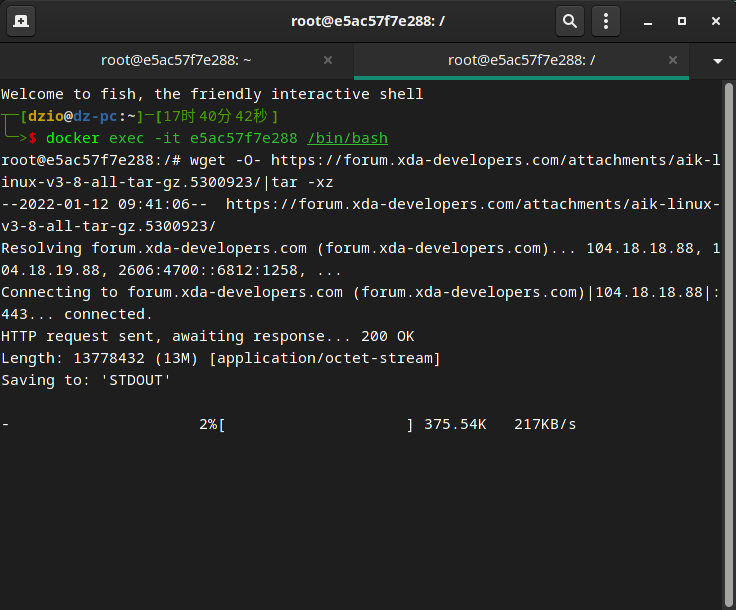 root@e5ac57f7e288: /
root@e5ac57f7e288: ~
root@e5ac57f7e288: /
Welcome to fish, the friendly interactive shell
┬─[dzio@dz-pc:~]─[17时40分42秒]
╰─>$ docker exec -it e5ac57f7e288 /bin/bash
root@e5ac57f7e288:/# wget -O- https://forum.xda-developers.com/attachments/aik-l
inux-v3-8-all-tar-gz.5300923/|tar -xz
--2022-01-12 09:41:06--  https://forum.xda-developers.com/attachments/aik-linux-
v3-8-all-tar-gz.5300923/
Resolving forum.xda-developers.com (forum.xda-developers.com)... 104.18.18.88, 1
04.18.19.88, 2606:4700::6812:1258, ...
Connecting to forum.xda-developers.com (forum.xda-developers.com)|104.18.18.88|:
443... connected.
HTTP request sent, awaiting response... 200 OK
Length: 13778432 (13M) [application/octet-stream]
Saving to: 'STDOUT'
-                     2%[                    ] 375.54K   217KB/s